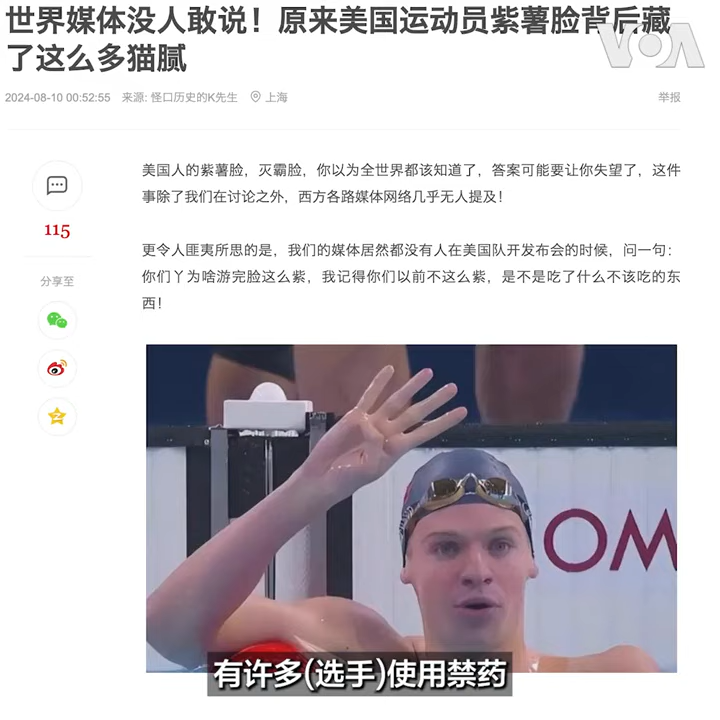 世界媒体没人敢说！原来美国运动员紫薯脸背后藏
了这么多猫腻
VOA
2024-08-10 00:52:55 来源: 怪口历史的K先生 上海
举报
美国人的紫薯脸，灭霸脸，你以为全世界都该知道了，答案可能要让你失望了，这件
事除了我们在讨论之外，西方各路媒体网络几乎无人提及！
115
更令人匪夷所思的是，我们的媒体居然都没有人在美国队开发布会的时候，问一句：
你们丫为啥游完脸这么紫，我记得你们以前不这么紫，是不是吃了什么不该吃的东
西！
分享至
OM
有许多(选手)使用禁药